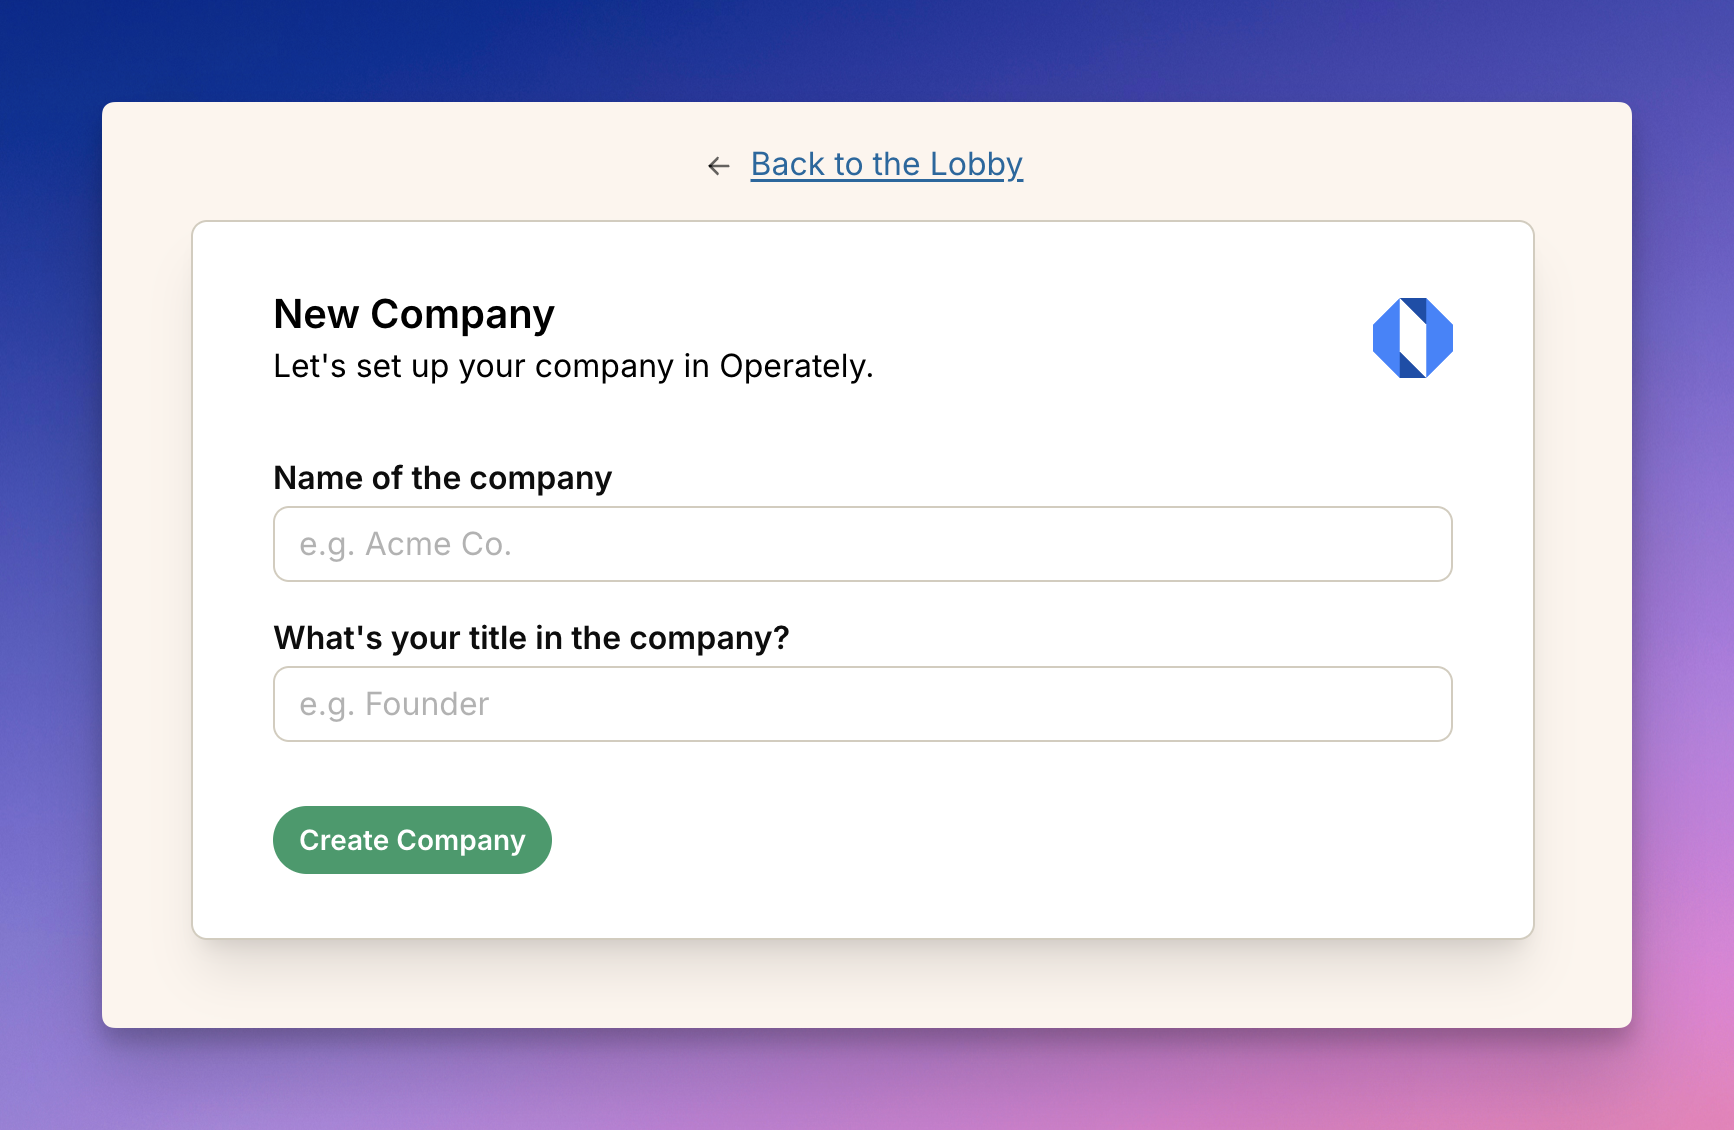 ← Back to the Lobby
New Company
Let's set up your company in Operately.
Name of the company
e.g. Acme Co.
What's your title in the company?
e.g. Founder
Create Company